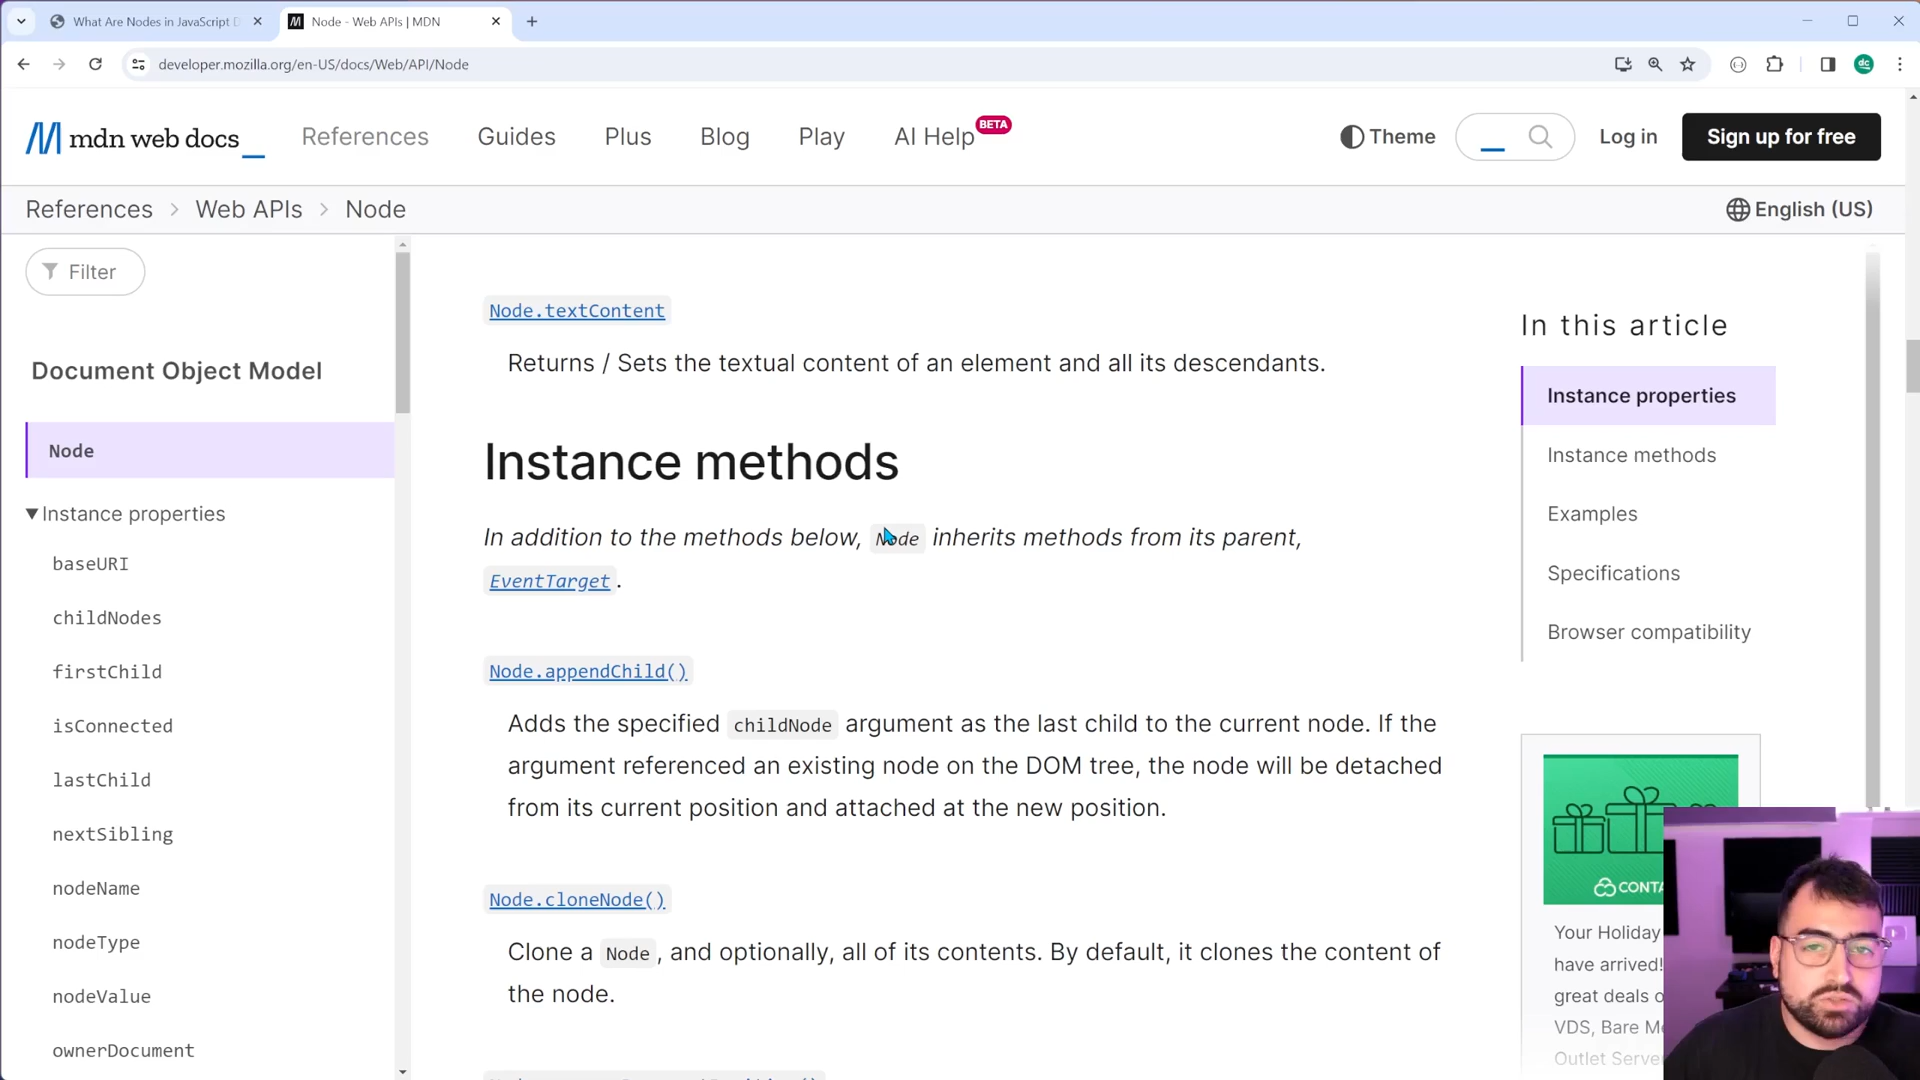 What Are Nodes in JavaScript
Node - Web APIs | MDN
developer.mozilla.org/en-US/docs/Web/API/Node
dc
mdn web docs
References
Guides
Plus
Blog
Play
AI Help
BETA
Theme
Log in
Sign up for free
References > Web APIs > Node
English (US)
Filter
Document Object Model
Node
▼ Instance properties
baseURI
childNodes
firstChild
isConnected
lastChild
nextSibling
nodeName
nodeType
nodeValue
ownerDocument
Node.textContent
Returns / Sets the textual content of an element and all its descendants.
Instance methods
In addition to the methods below, Node inherits methods from its parent,
EventTarget.
Node.appendChild()
Adds the specified childNode argument as the last child to the current node. If the
argument referenced an existing node on the DOM tree, the node will be detached
from its current position and attached at the new position.
Node.cloneNode()
Clone a Node, and optionally, all of its contents. By default, it clones the content of
the node.
In this article
Instance properties
Instance methods
Examples
Specifications
Browser compatibility
CONTA
Your Holiday
have arrived!
great deals o
VDS, Bare M
Outlet Serve